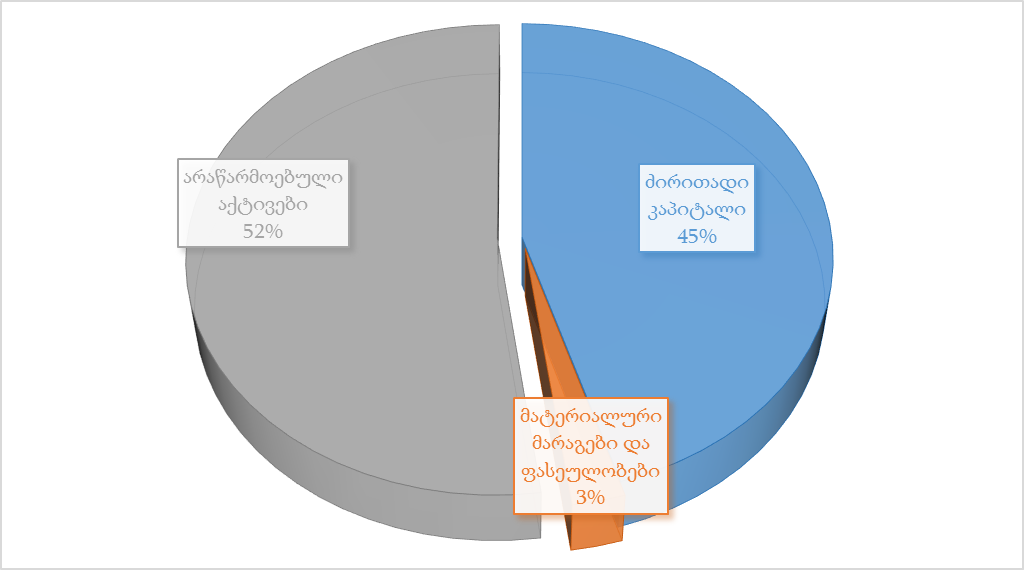 არაწარმოებული
აქტივები
52%
ძირითადი
კაპიტალი
45%
მატერიალური
მარაგები და
ფასეულობები
3%